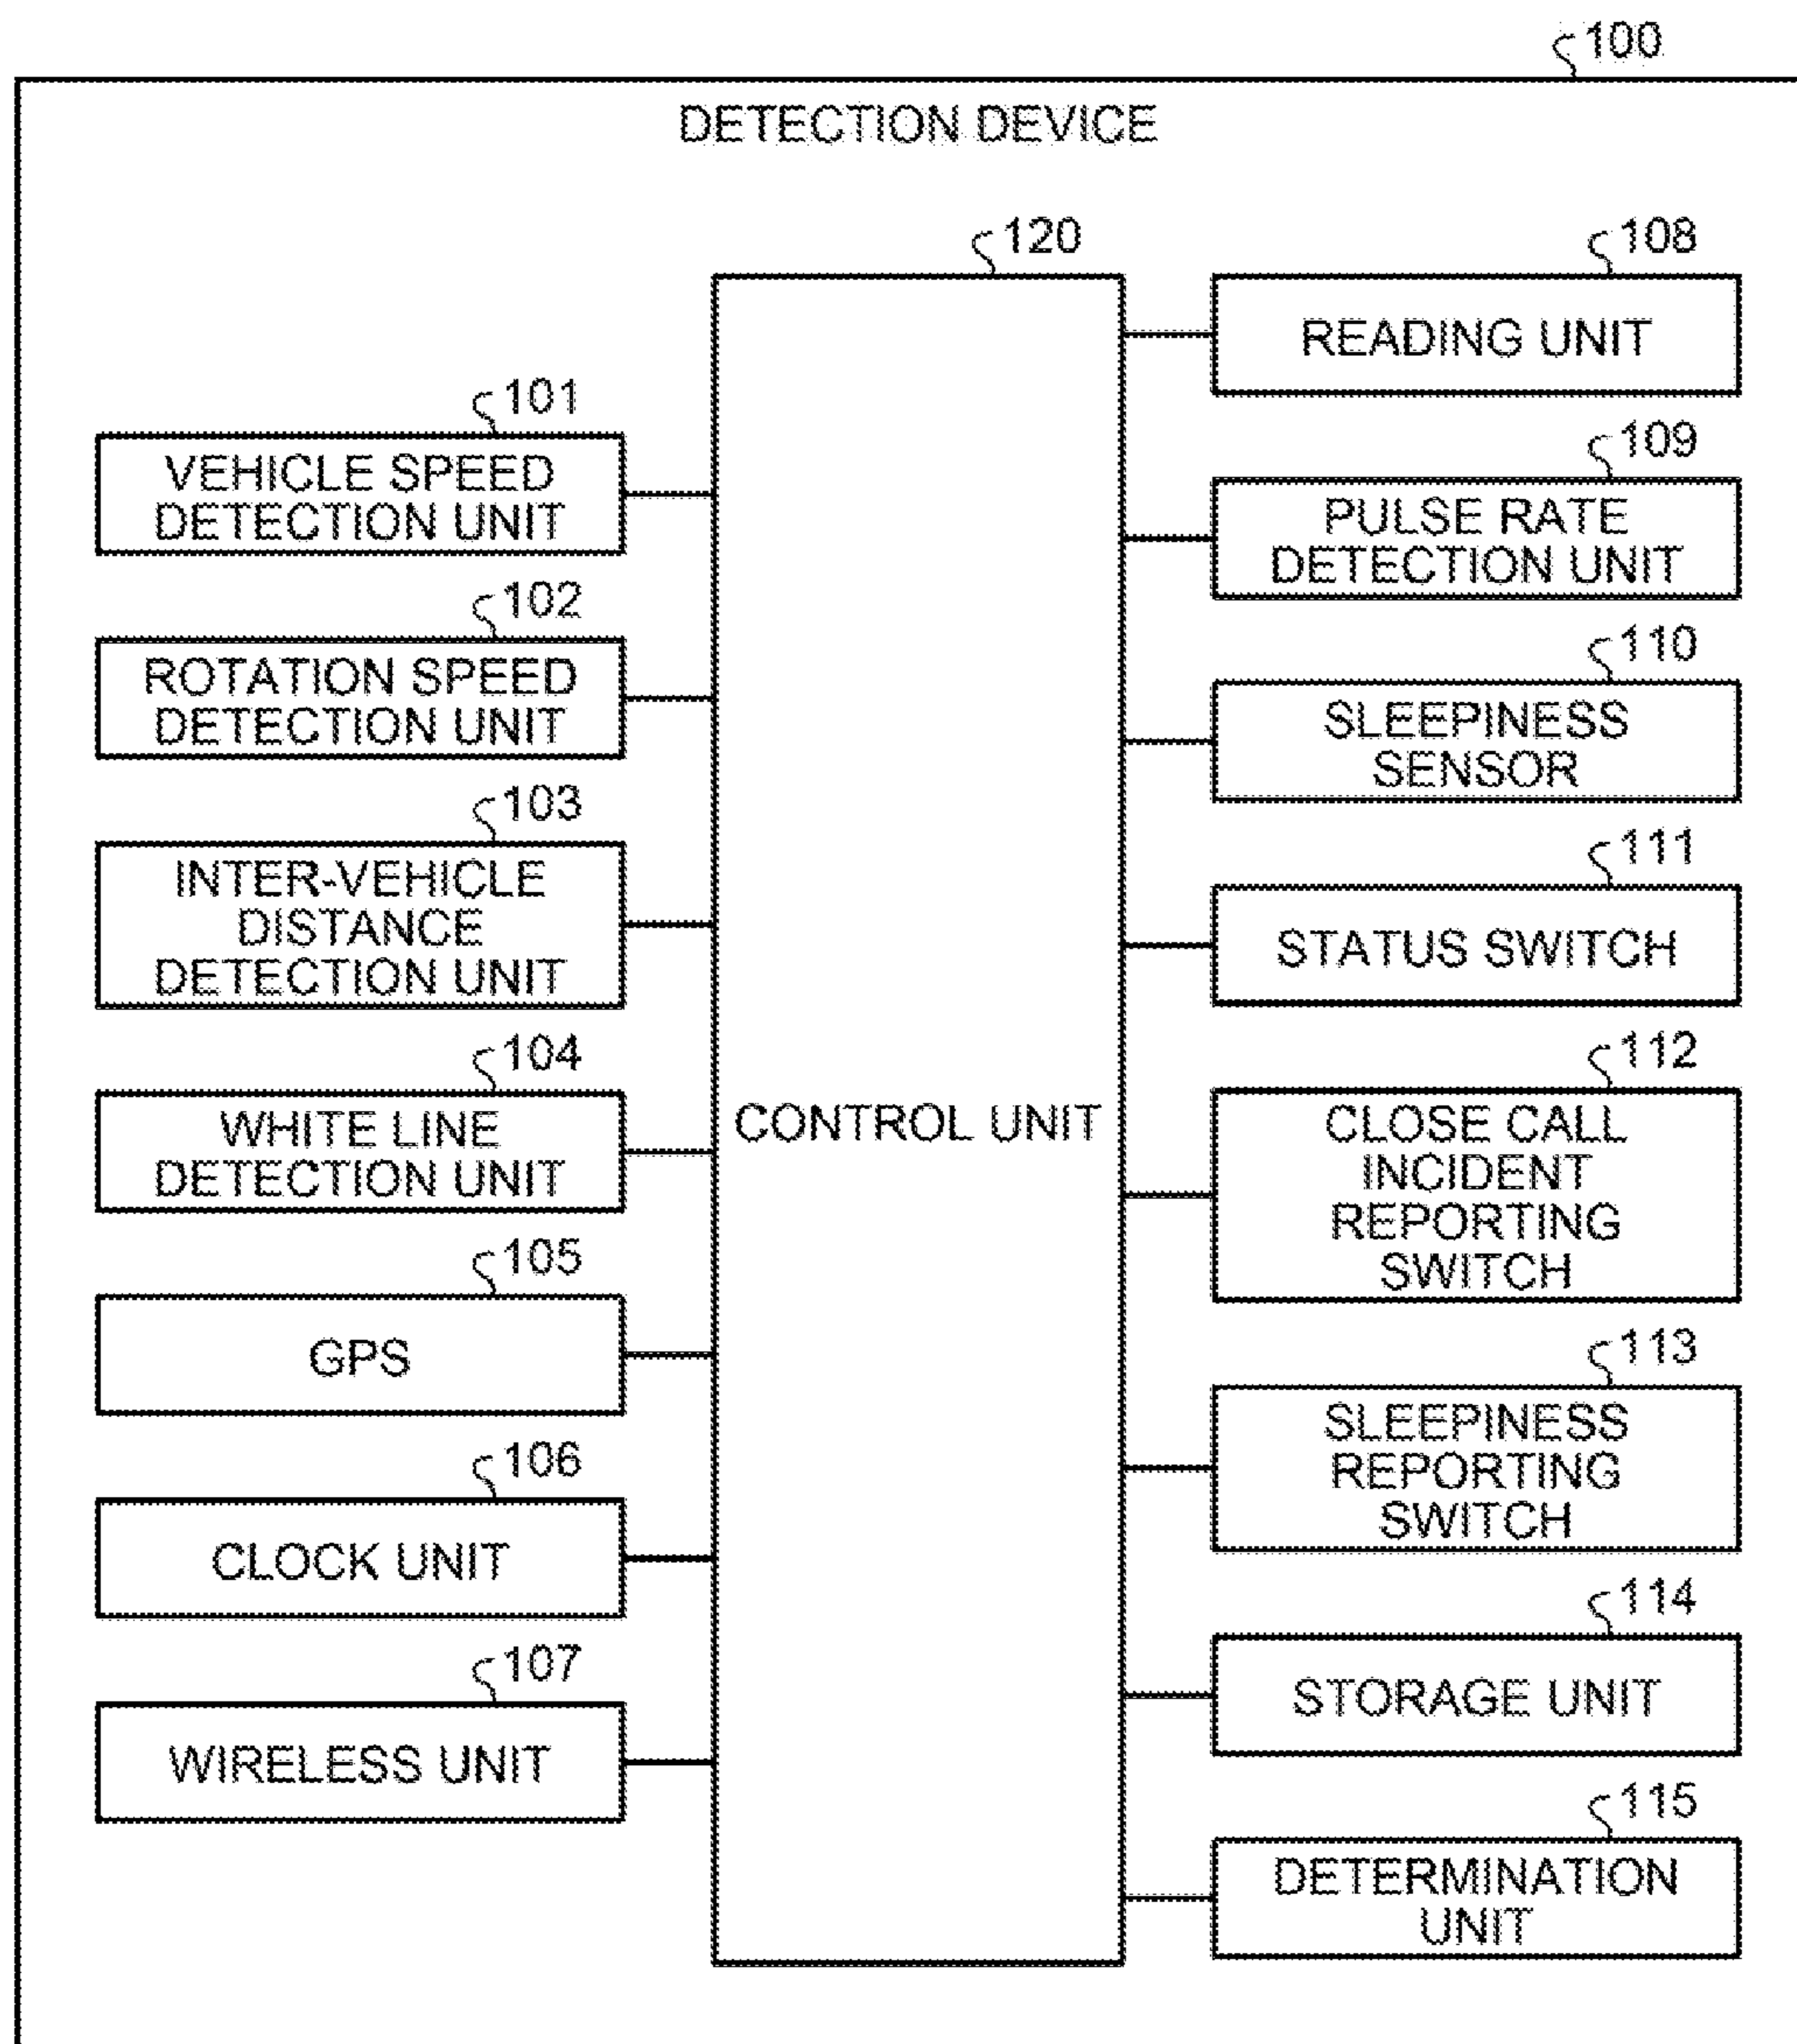 100
DETECTION DEVICE
120
CONTROL UNIT
101
VEHICLE SPEED
DETECTION UNIT
102
ROTATION SPEED
DETECTION UNIT
103
INTER-VEHICLE
DISTANCE
DETECTION UNIT
104
WHITE LINE
DETECTION UNIT
105
GPS
106
CLOCK UNIT
107
WIRELESS UNIT
108
READING UNIT
109
PULSE RATE
DETECTION UNIT
110
SLEEPINESS
SENSOR
111
STATUS SWITCH
112
CLOSE CALL
INCIDENT
REPORTING
SWITCH
113
SLEEPINESS
REPORTING
SWITCH
114
STORAGE UNIT
115
DETERMINATION
UNIT